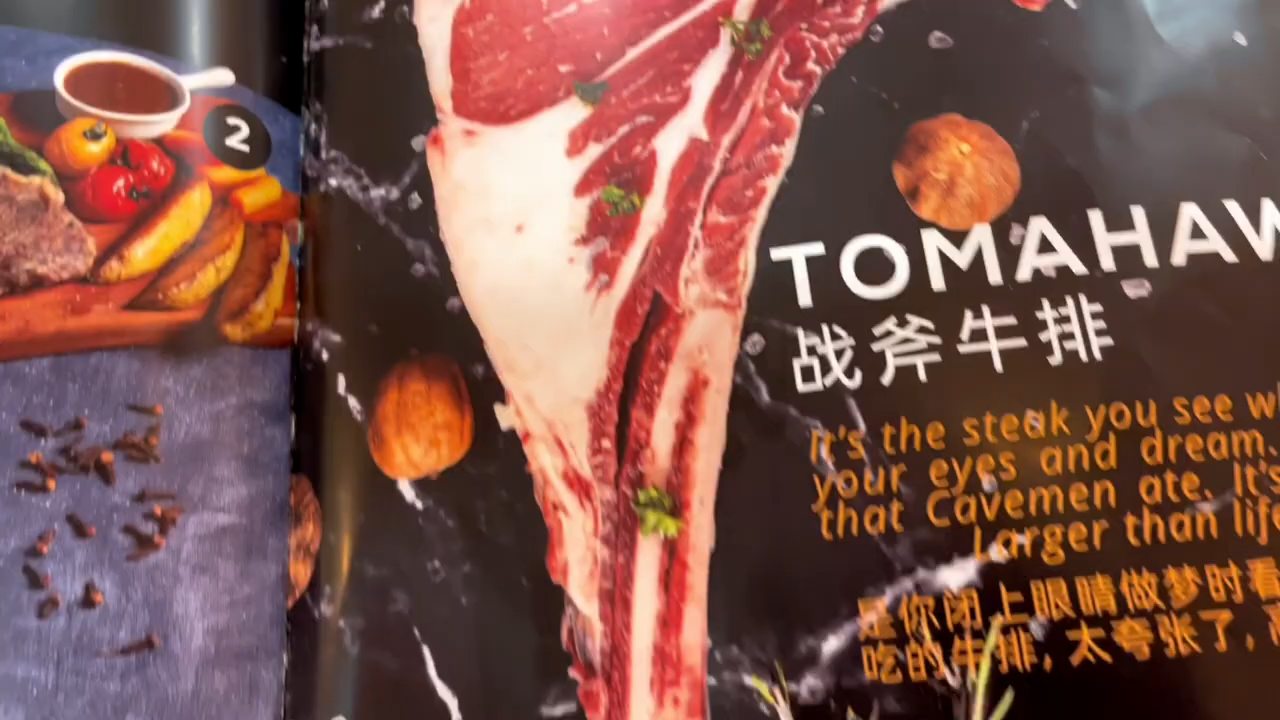 2
TOMAHAW
战斧牛排
It's the steak you see wi
your eyes and dream.
that Cavemen ate. It's
Larger than life
是你闭上眼睛做梦时看
吃的牛排, 太夸张了,